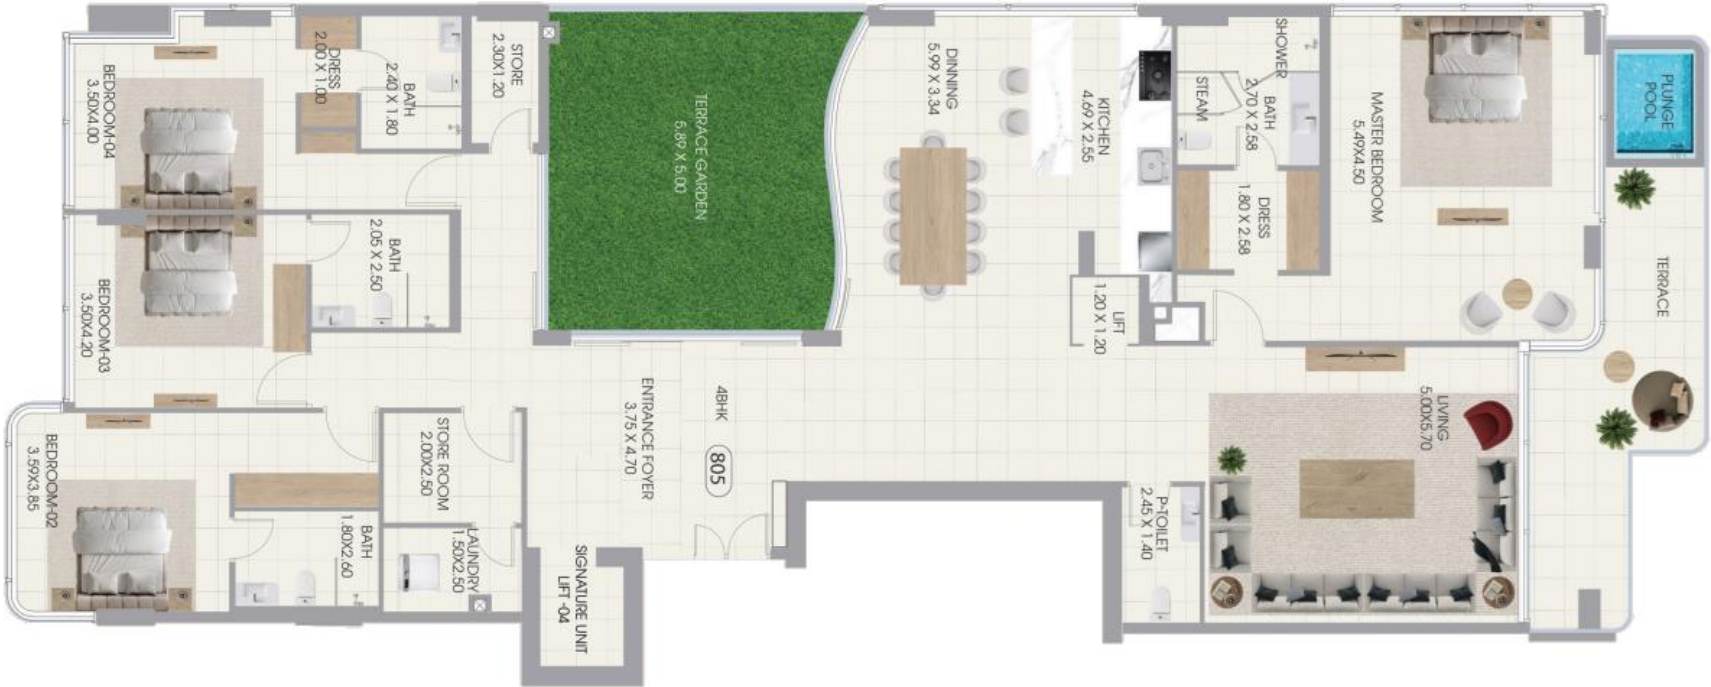 BEDROOM-04
3.50X4.00
DRESS
2.00 X 1.00
BATH
2.40 X 1.80
STORE
2.30X1.20
TERRACE GARDEN
5.89 X 5.00
DINNING
5.99 X 3.34
KITCHEN
4.69 X 2.55
SHOWER
STEAM
BATH
2.70 X 2.58
MASTER BEDROOM
5.49X4.50
PLUNGE
POOL
BEDROOM-03
3.50X4.20
BATH
2.05 X 2.50
DRESS
1.80 X 2.58
LIFT
1.20 X 1.20
TERRACE
BEDROOM-02
3.59X3.85
BATH
1.80X2.60
STORE ROOM
2.00X2.50
LAUNDRY
1.50X2.50
ENTRANCE FOYER
3.75 X 4.70
4BHK
805
SIGNATURE UNIT
LIFT -04
P-TOILET
2.45 X 1.40
LIVING
5.00X5.70